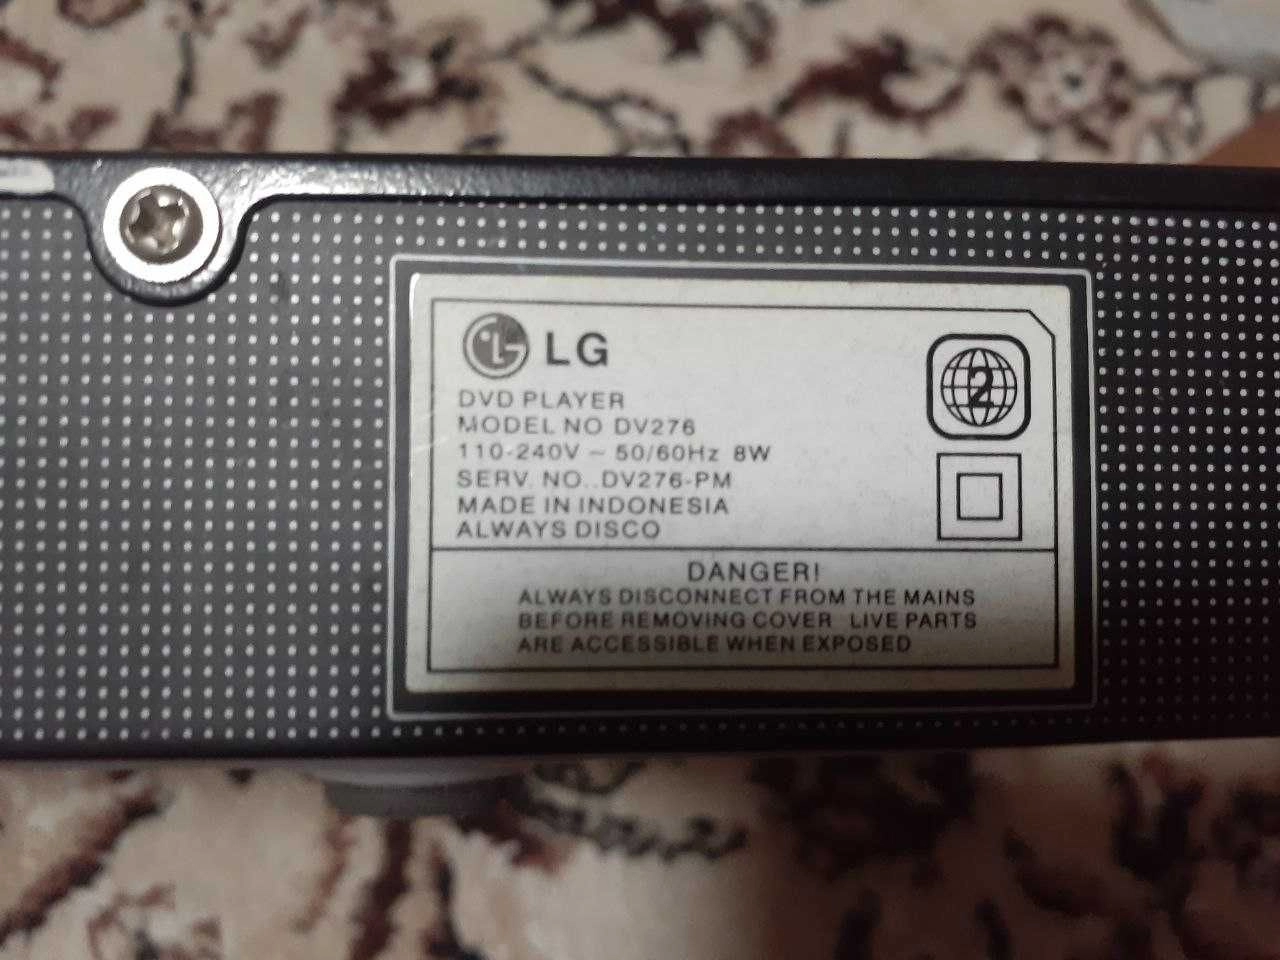 LG
DVD PLAYER
MODEL NO DV276
110-240V ~ 50/60Hz 8W
SERV. NO..DV276-PM
MADE IN INDONESIA
ALWAYS DISCO
2
DANGER!
ALWAYS DISCONNECT FROM THE MAINS
BEFORE REMOVING COVER LIVE PARTS
ARE ACCESSIBLE WHEN EXPOSED